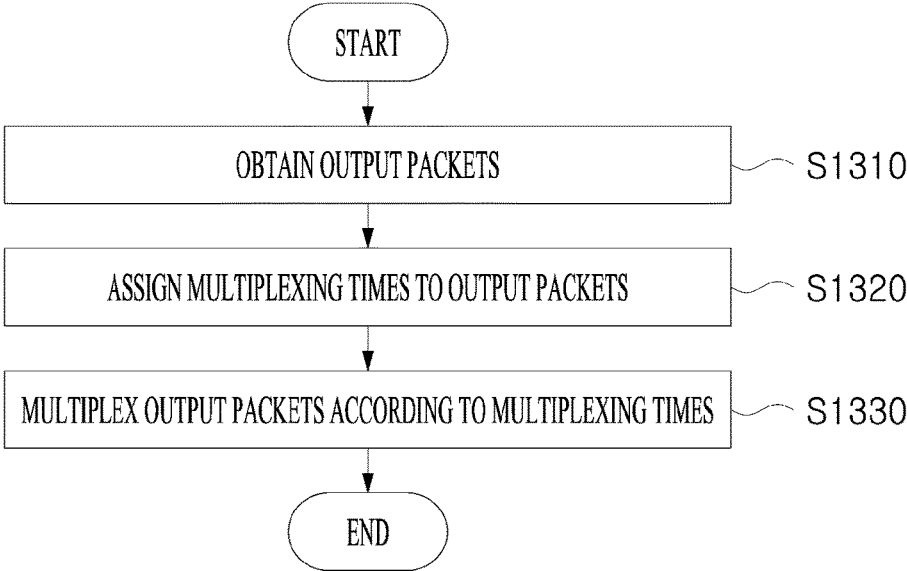 START
OBTAIN OUTPUT PACKETS
S1310
ASSIGN MULTIPLEXING TIMES TO OUTPUT PACKETS
S1320
MULTIPLEX OUTPUT PACKETS ACCORDING TO MULTIPLEXING TIMES
S1330
END